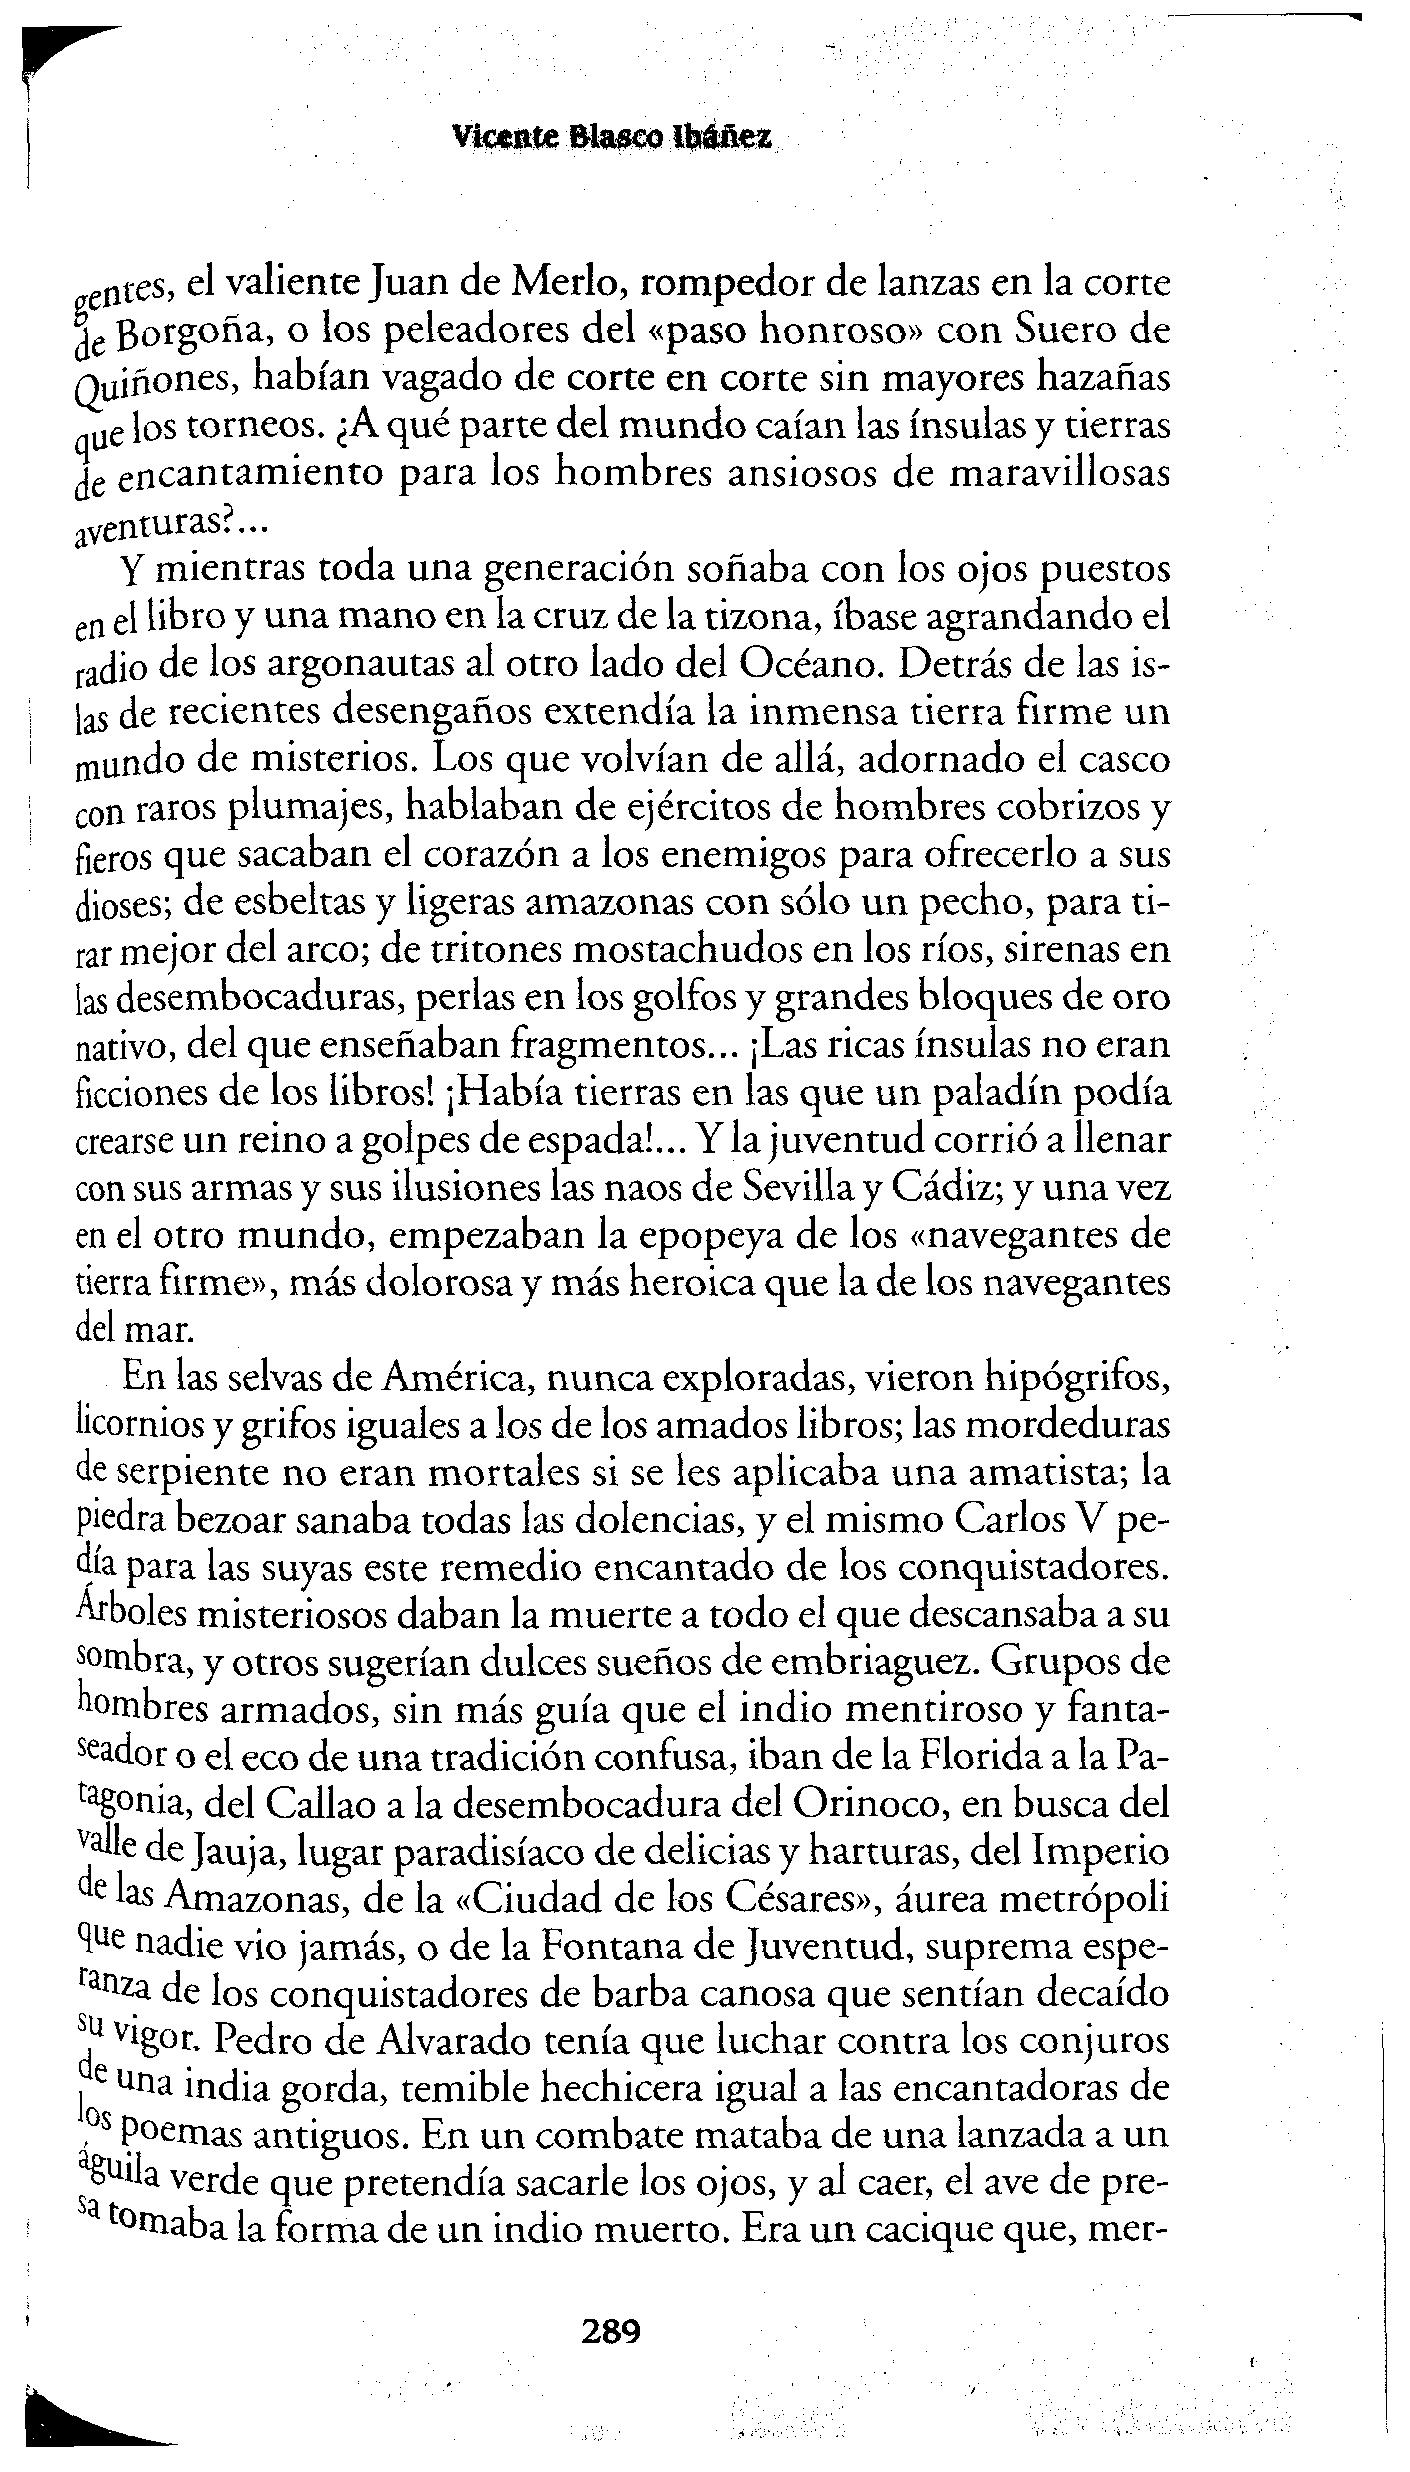 Vicente Blasco Ibáñez
gentes, el valiente Juan de Merlo, rompedor de lanzas en la corte
de Borgoña, o los peleadores del «paso honroso» con Suero de
Quiñones, habían vagado de corte en corte sin mayores hazañas
que los torneos. ¿A qué parte del mundo caían las ínsulas y tierras
de encantamiento para los hombres ansiosos de maravillosas
aventuras?...
Y mientras toda una generación soñaba con los ojos puestos
en el libro y una mano en la cruz de la tizona, íbase agrandando el
radio de los argonautas al otro lado del Océano. Detrás de las is-
las de recientes desengaños extendía la inmensa tierra firme un
mundo de misterios. Los que volvían de allá, adornado el casco
con raros plumajes, hablaban de ejércitos de hombres cobrizos y
fieros que sacaban el corazón a los enemigos para ofrecerlo a sus
dioses; de esbeltas y ligeras amazonas con sólo un pecho, para ti-
rar mejor del arco; de tritones mostachudos en los ríos, sirenas en
las desembocaduras, perlas en los golfos y grandes bloques de oro
nativo, del que enseñaban fragmentos... ¡Las ricas ínsulas no eran
ficciones de los libros! ¡Había tierras en las que un paladín podía
crearse un reino a golpes de espada!... Y la juventud corrió a llenar
con sus armas y sus ilusiones las naos de Sevilla y Cádiz; y una vez
en el otro mundo, empezaban la epopeya de los «navegantes de
tierra firme», más dolorosa y más heroica que la de los navegantes
del mar.
En las selvas de América, nunca exploradas, vieron hipógrifos,
licornios y grifos iguales a los de los amados libros; las mordeduras
de serpiente no eran mortales si se les aplicaba una amatista; la
piedra bezoar sanaba todas las dolencias, y el mismo Carlos V pe-
día para las suyas este remedio encantado de los conquistadores.
Árboles misteriosos daban la muerte a todo el que descansaba a su
sombra, y otros sugerían dulces sueños de embriaguez. Grupos de
hombres armados, sin más guía que el indio mentiroso y fanta-
seador o el eco de una tradición confusa, iban de la Florida a la Pa-
tagonia, del Callao a la desembocadura del Orinoco, en busca del
valle de Jauja, lugar paradisíaco de delicias y harturas, del Imperio
de las Amazonas, de la «Ciudad de los Césares», áurea metrópoli
que nadie vio jamás, o de la Fontana de Juventud, suprema espe-
ranza de los conquistadores de barba canosa que sentían decaído
su vigor. Pedro de Alvarado tenía que luchar contra los conjuros
de una india gorda, temible hechicera igual a las encantadoras de
los poemas antiguos. En un combate mataba de una lanzada a un
águila verde que pretendía sacarle los ojos, y al caer, el ave de pre-
sa tomaba la forma de un indio muerto. Era un cacique que, mer-
289